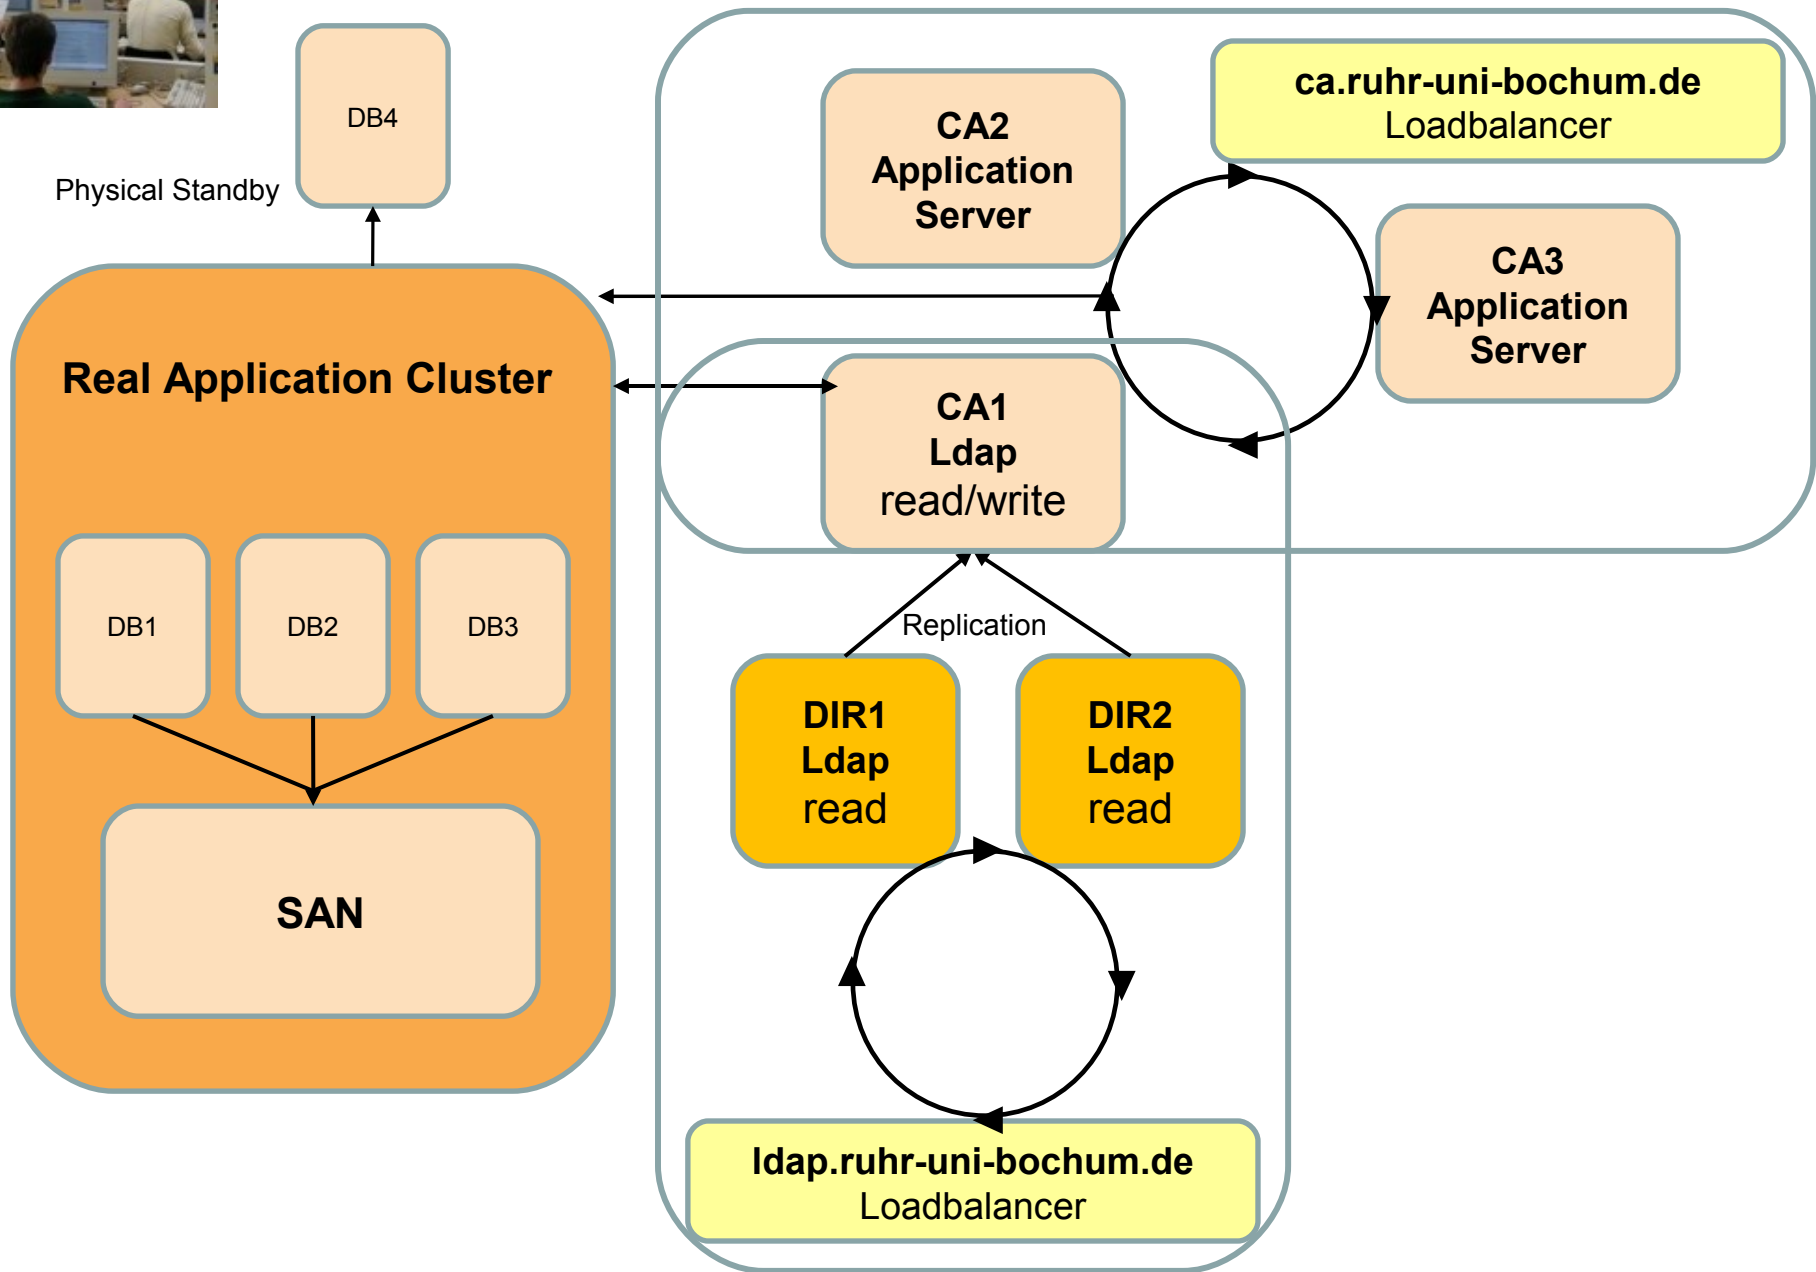 DB4
Physical Standby
ca.ruhr-uni-bochum.de
Loadbalancer
CA2
Application
Server
CA3
Application
Server
Real Application Cluster
CA1
Ldap
read/write
DB1
DB2
DB3
SAN
Replication
DIR1
Ldap
read
DIR2
Ldap
read
ldap.ruhr-uni-bochum.de
Loadbalancer